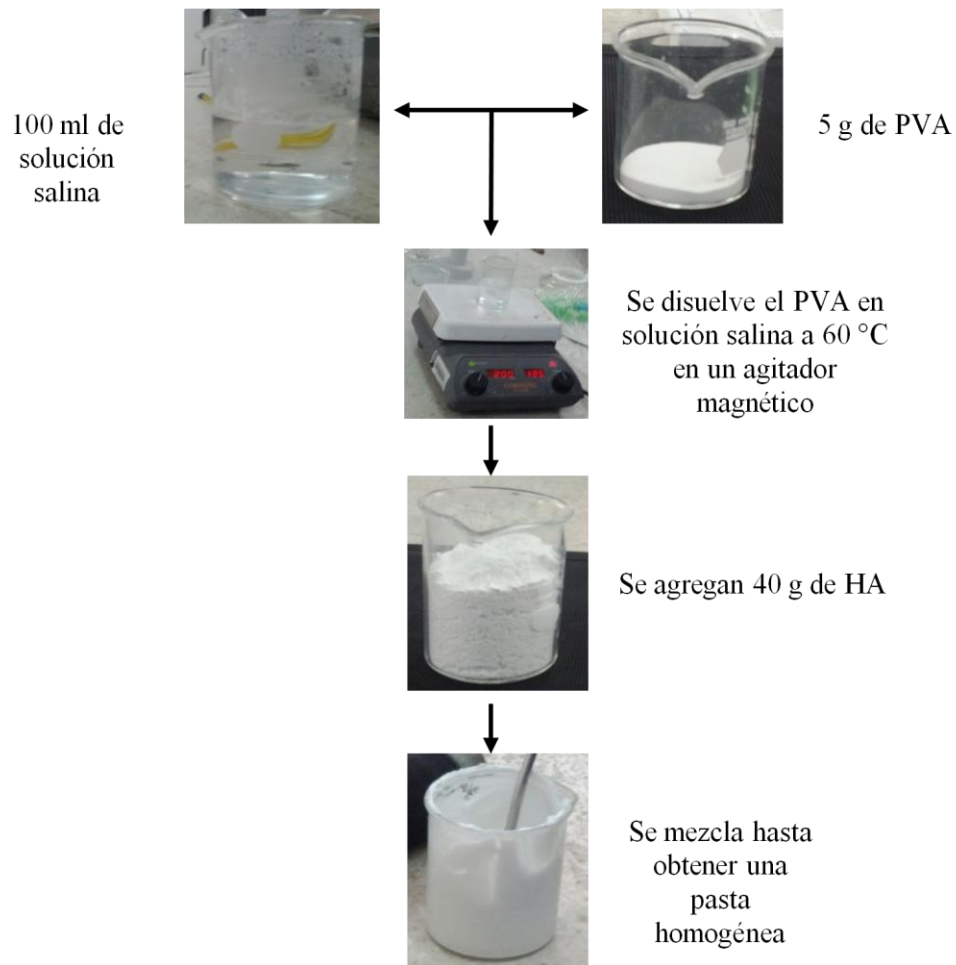 100 ml de
solución
salina
5 g de PVA
Se disuelve el PVA en
solución salina a 60 °C
en un agitador
magnético
Se agregan 40 g de HA
Se mezcla hasta
obtener una
pasta
homogénea